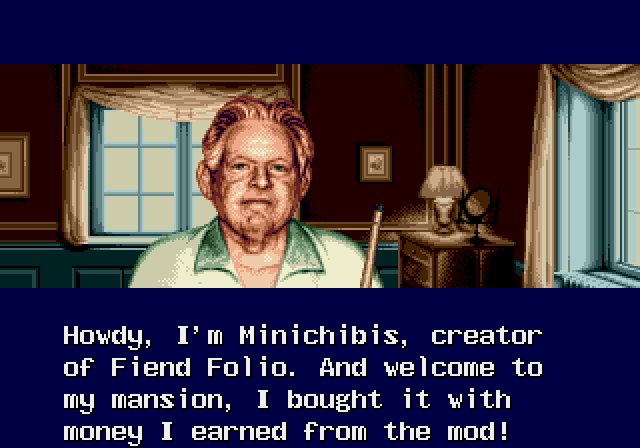 Howdy, I'm Minichibis, creator
of Fiend Folio. And welcome to
my mansion, I bought it with
money I earned from the mod!